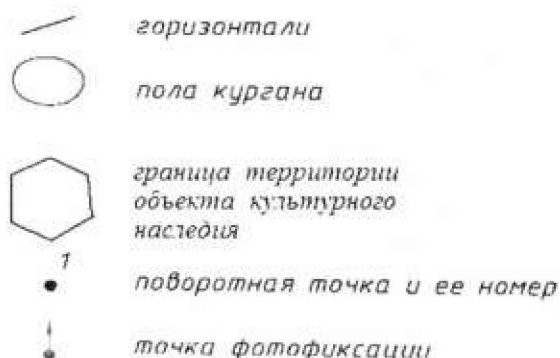 горизонтали
пола кургана
граница территории
объекта культурного
наследия
1
поворотная точка и ее номер
точка фотофиксации